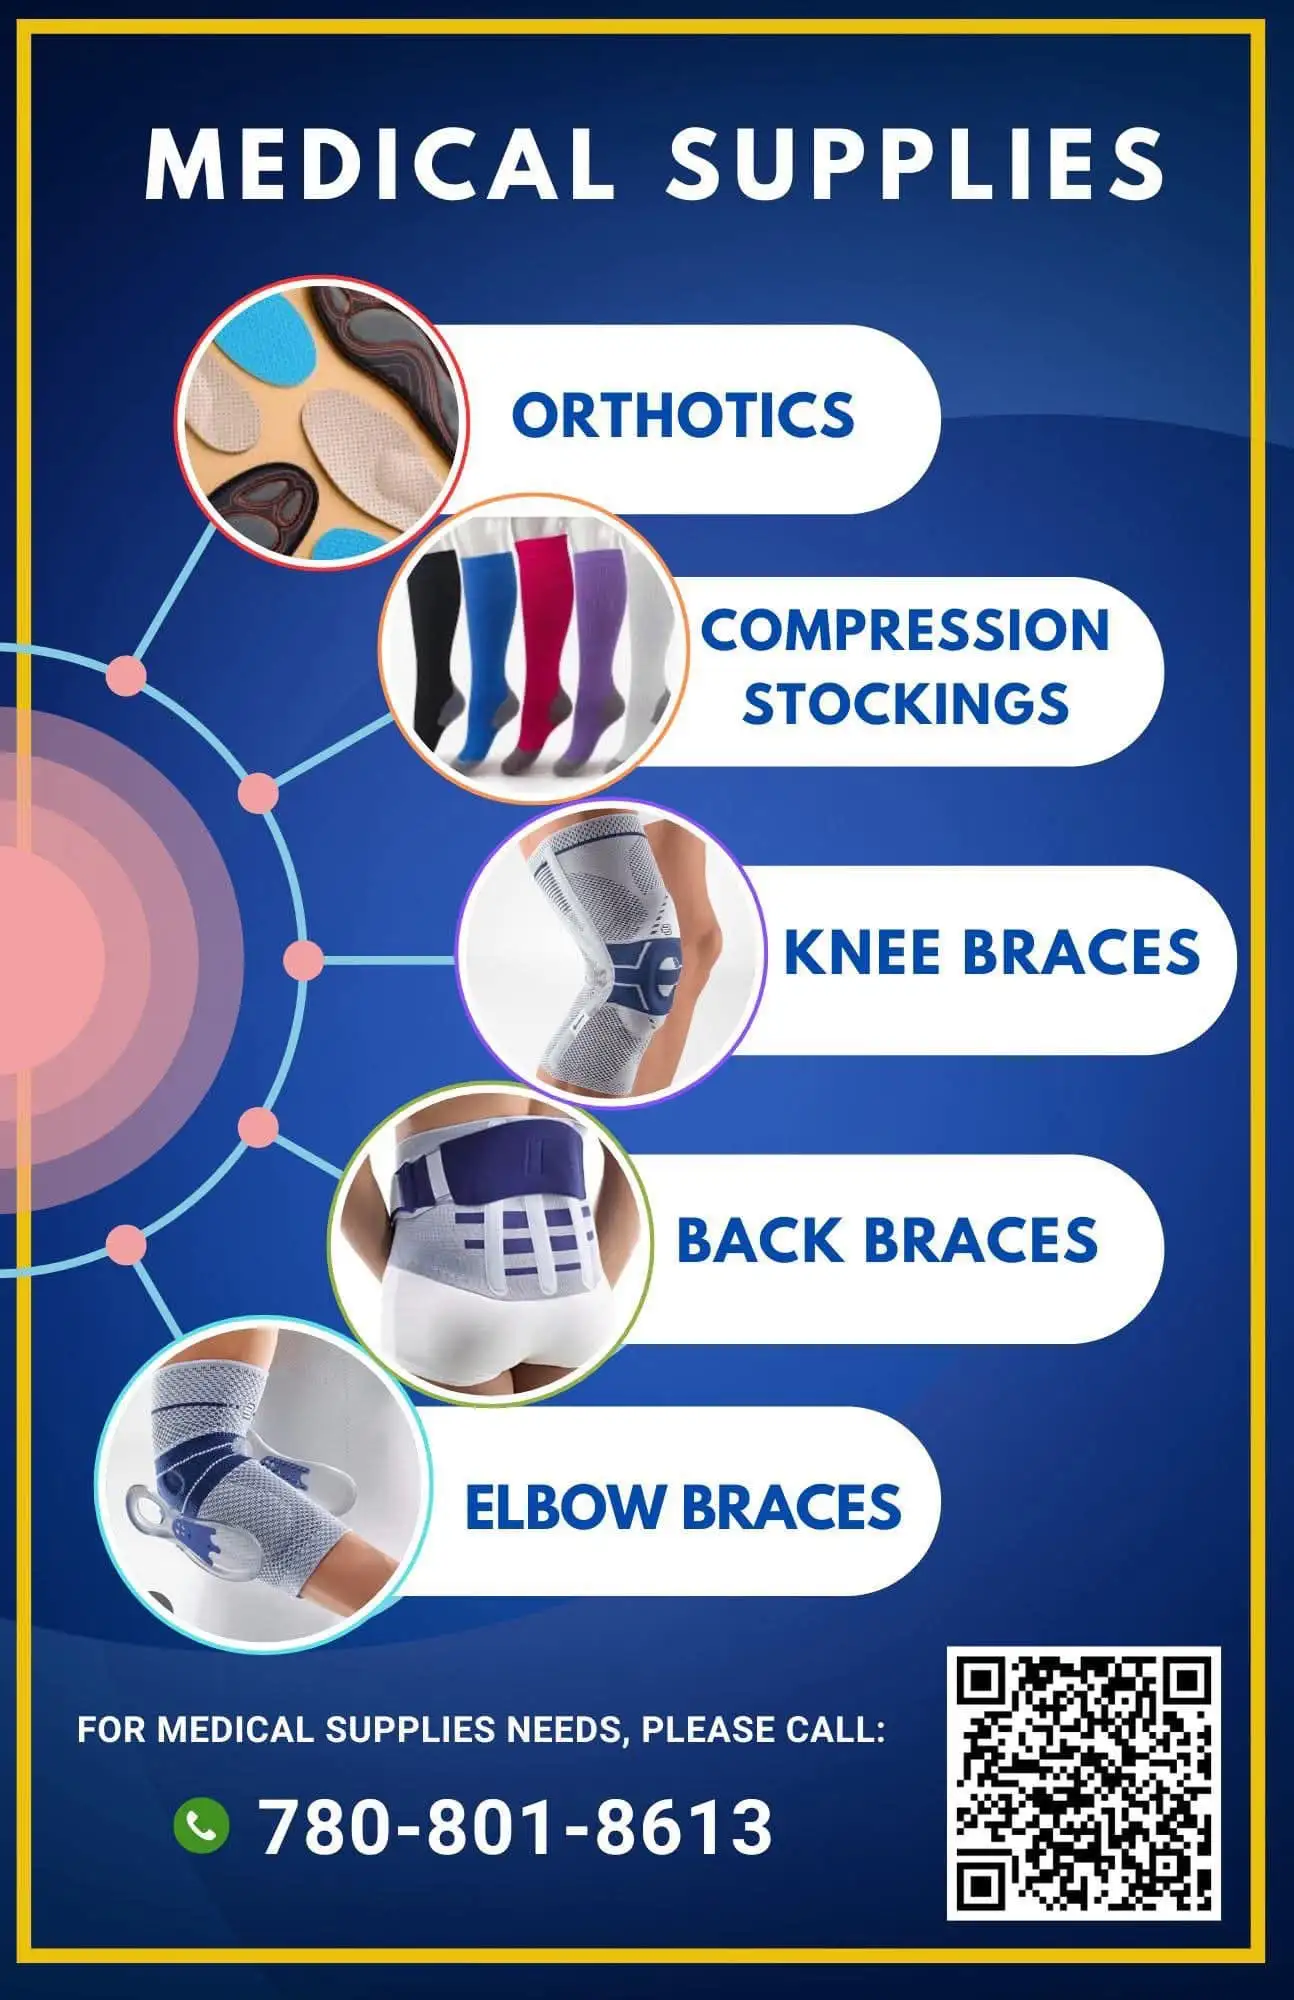 MEDICAL SUPPLIES
ORTHOTICS
COMPRESSION
STOCKINGS
KNEE BRACES
BACK BRACES
ELBOW BRACES
FOR MEDICAL SUPPLIES NEEDS, PLEASE CALL:
780-801-8613